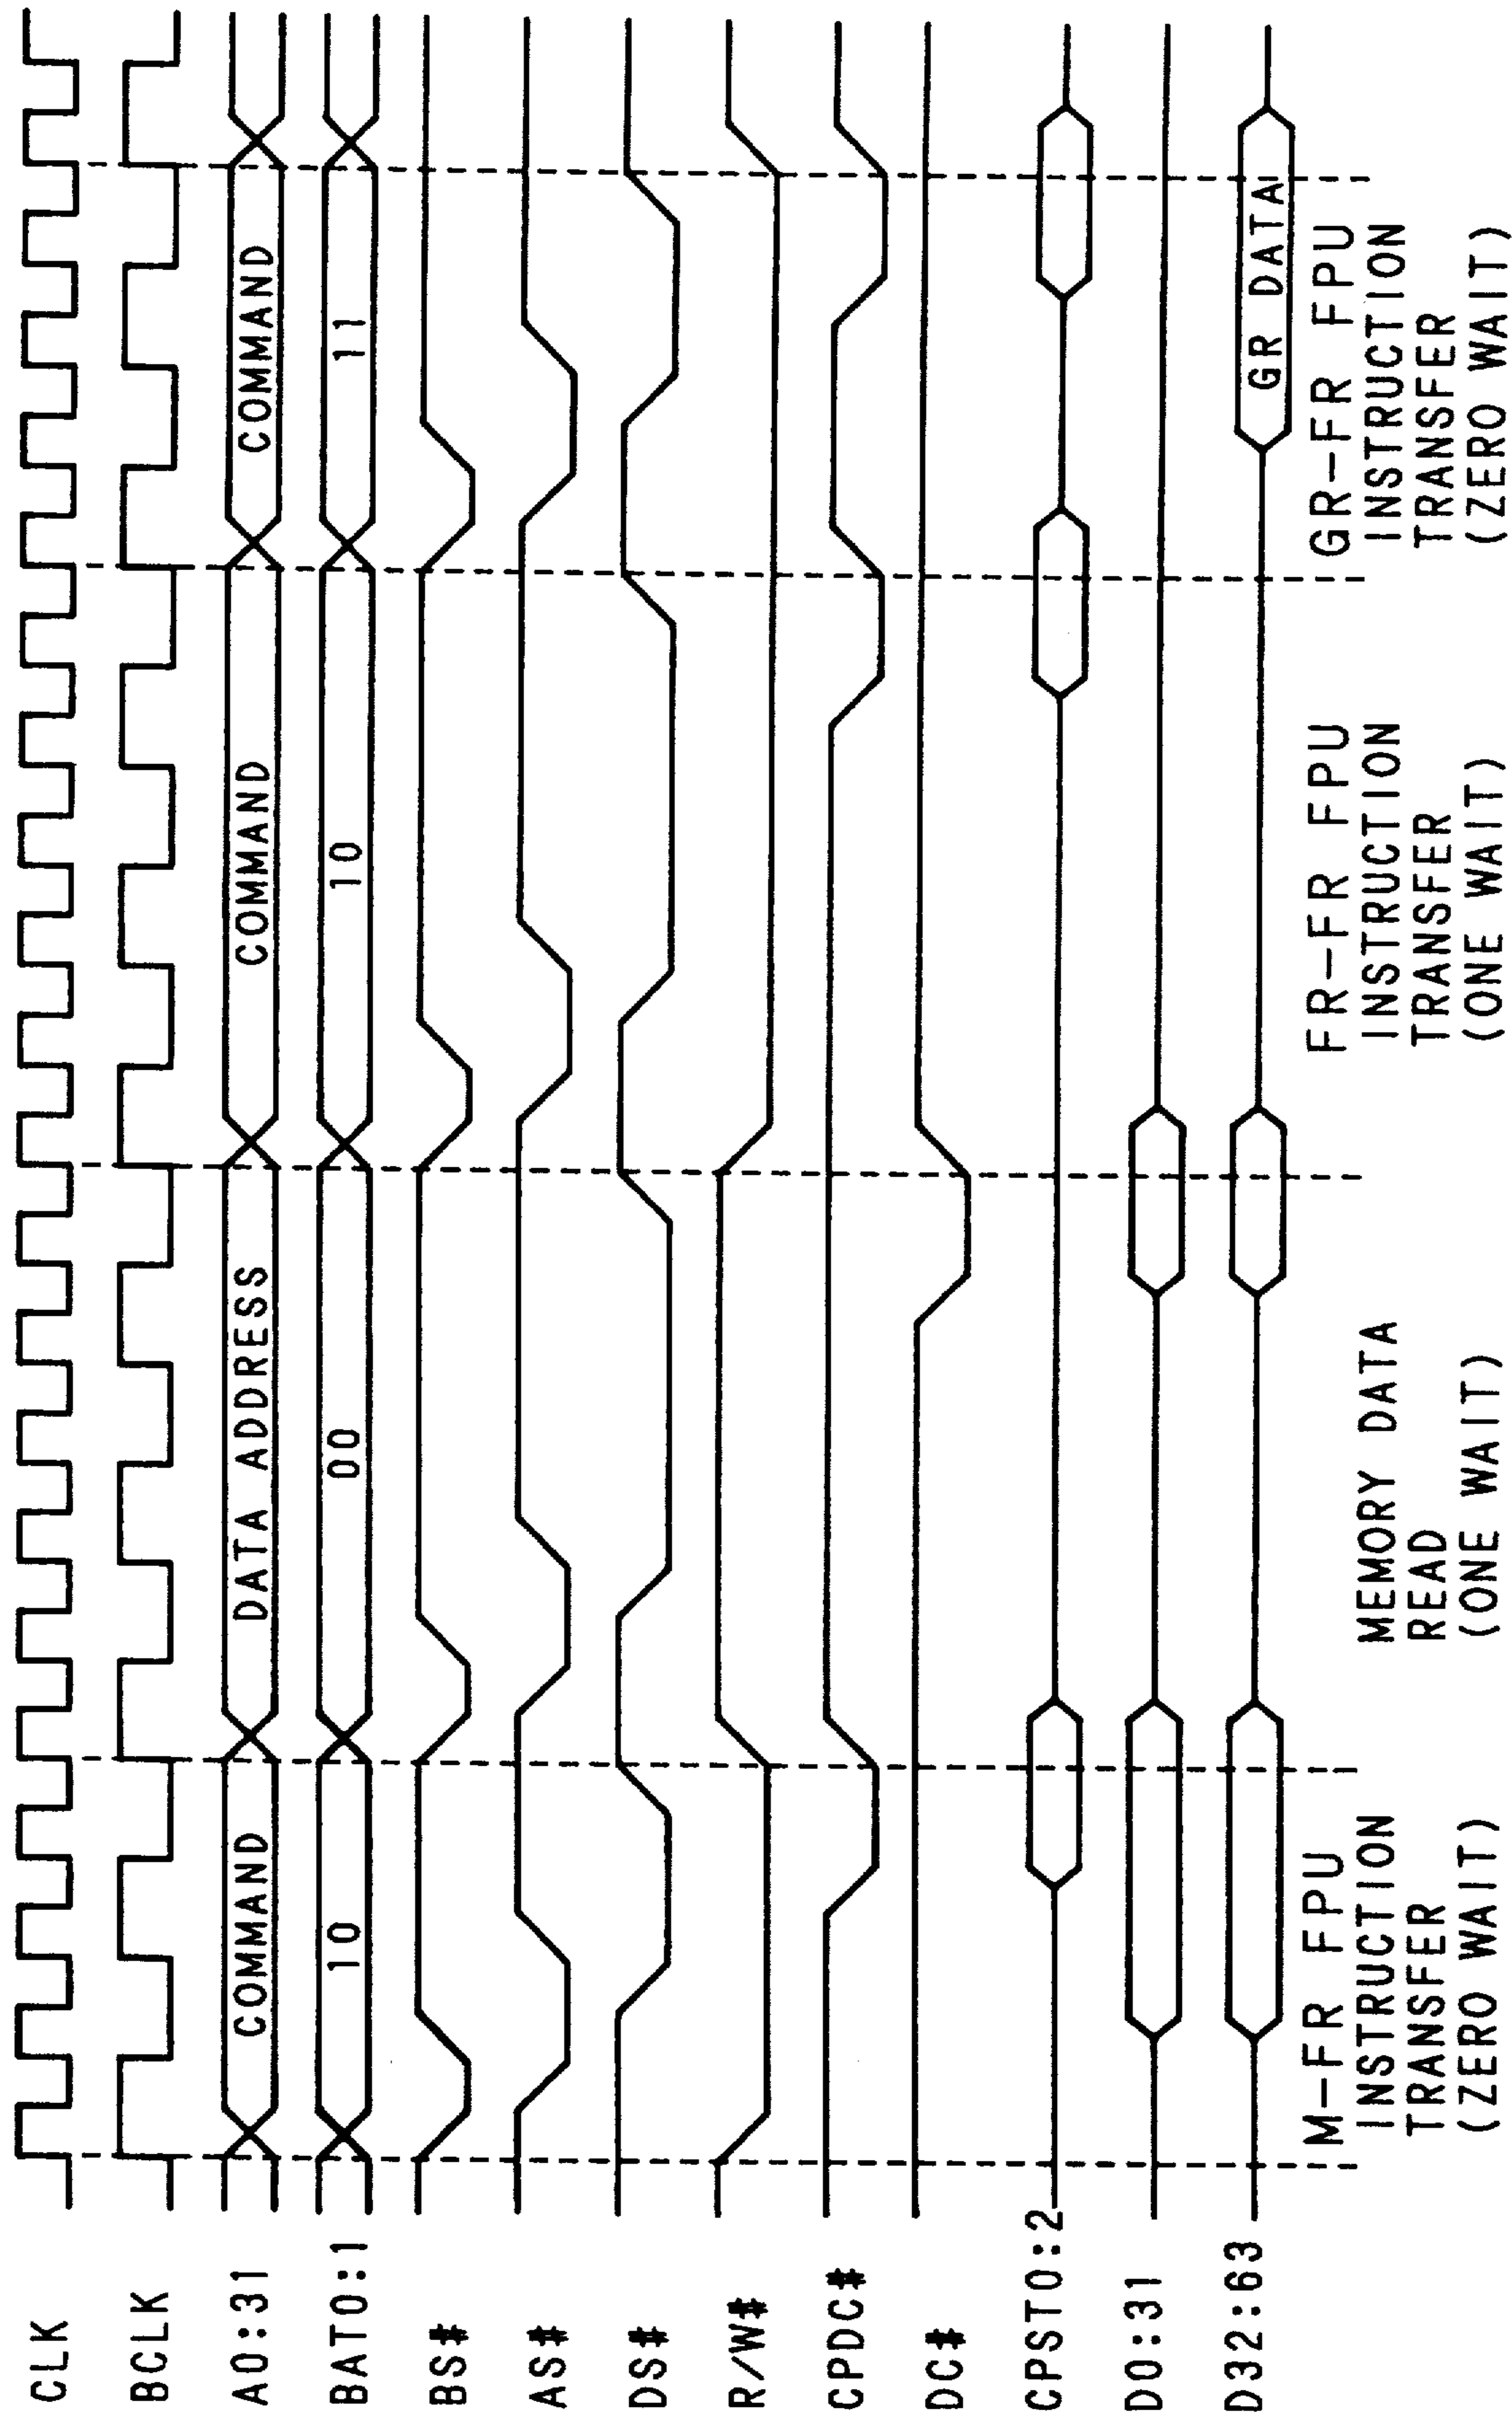 CLK
BCLK
A0:31
COMMAND
DATA ADDRESS
COMMAND
COMMAND
BAT0:1
10
00
10
11
BS#
AS#
DS#
R/W#
CPDC#
DC#
CPST0:2
D0:31
D32:63
GR DATA
M-FR FPU
INSTRUCTION
TRANSFER
(ZERO WAIT)
MEMORY DATA
READ
(ONE WAIT)
FR-FR FPU
INSTRUCTION
TRANSFER
(ONE WAIT)
GR-FR FPU
INSTRUCTION
TRANSFER
(ZERO WAIT)